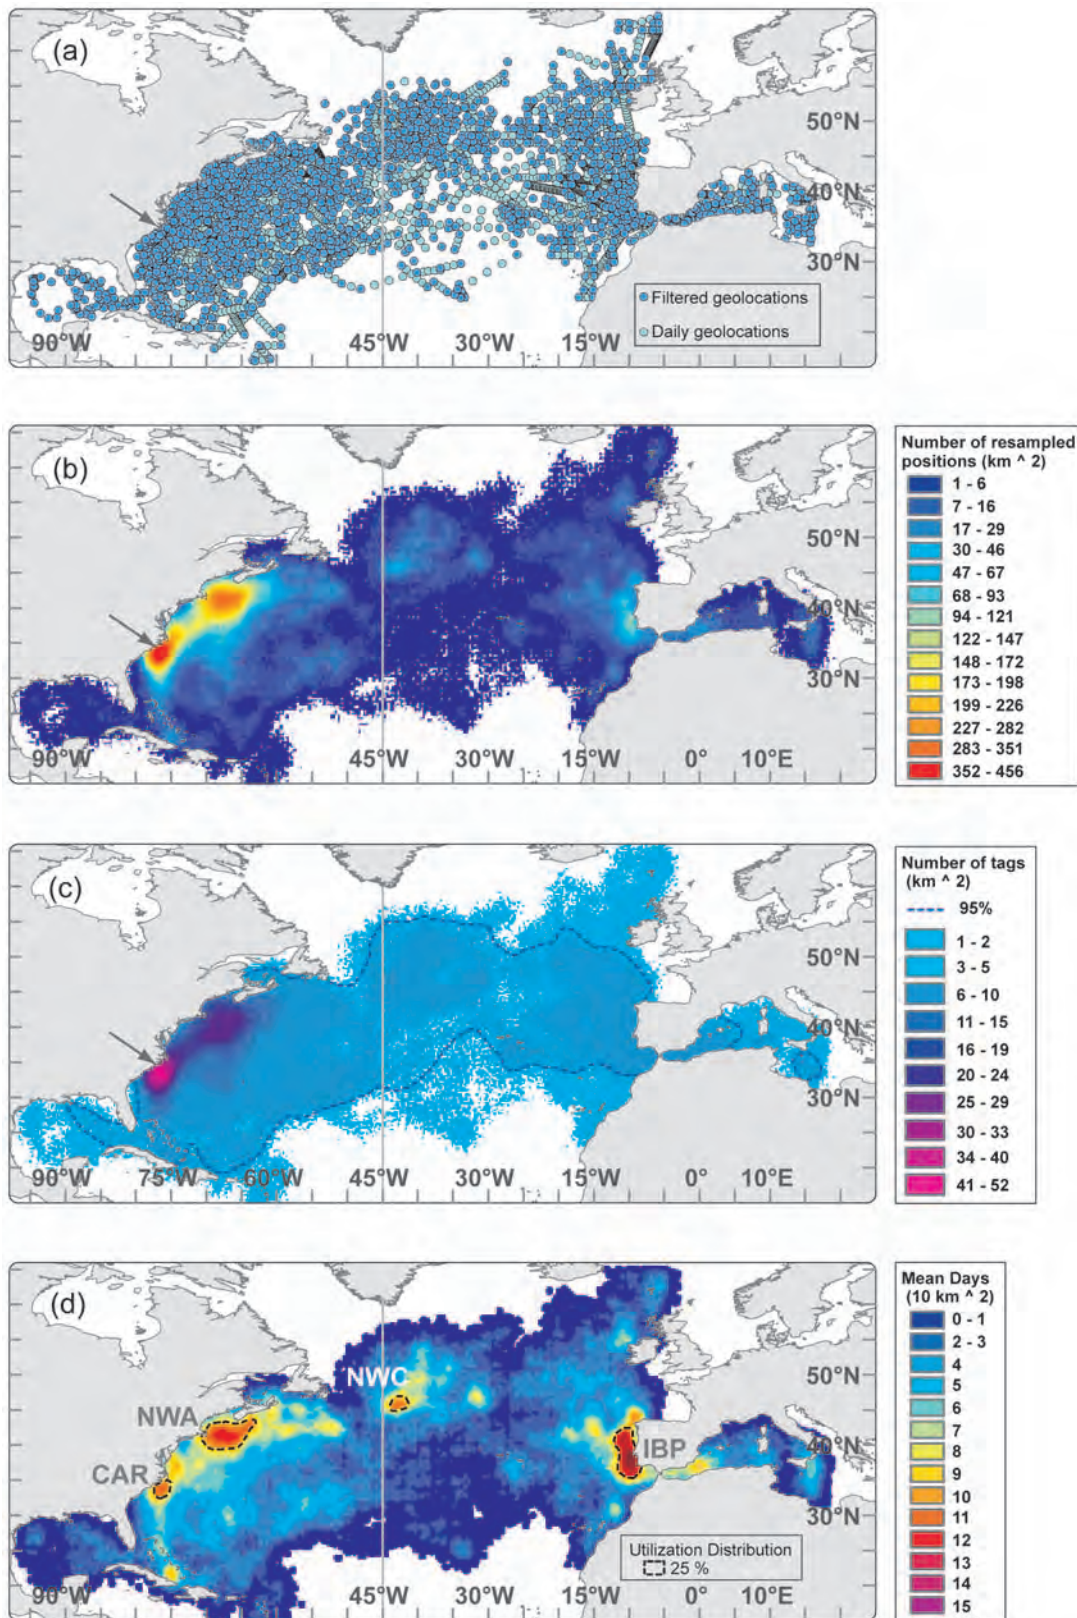 (a)
50°N
40°N
30°N
Filtered geolocations
Daily geolocations
90°W 45°W 30°W 15°W
(b)
50°N
40°N
30°N
90°W 45°W 30°W 0° 10°E
Number of resampled
positions (km ^ 2)
1 - 6
7 - 16
17 - 29
30 - 46
47 - 67
68 - 93
94 - 121
122 - 147
148 - 172
173 - 198
199 - 226
227 - 282
283 - 351
352 - 456
(c)
50°N
40°N
30°N
90°W 75°W 60°W 45°W 30°W 0° 10°E
Number of tags
(km ^ 2)
95%
1 - 2
3 - 5
6 - 10
11 - 15
16 - 19
20 - 24
25 - 29
30 - 33
34 - 40
41 - 52
(d)
NWC
50°N
NWA
IBP
40°N
CAR
30°N
Utilization Distribution
25 %
90°W 45°W 30°W 0° 10°E
Mean Days
(10 km ^ 2)
0 - 1
2 - 3
4
5
6
7
8
9
10
11
12
13
14
15